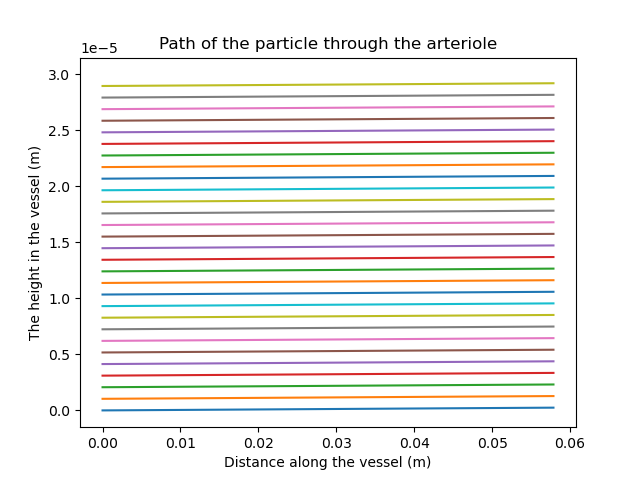 Path of the particle through the arteriole
1e−5
3.0
2.5
2.0
1.5
1.0
0.5
0.0
The height in the vessel (m)
0.00 0.01 0.02 0.03 0.04 0.05 0.06
Distance along the vessel (m)